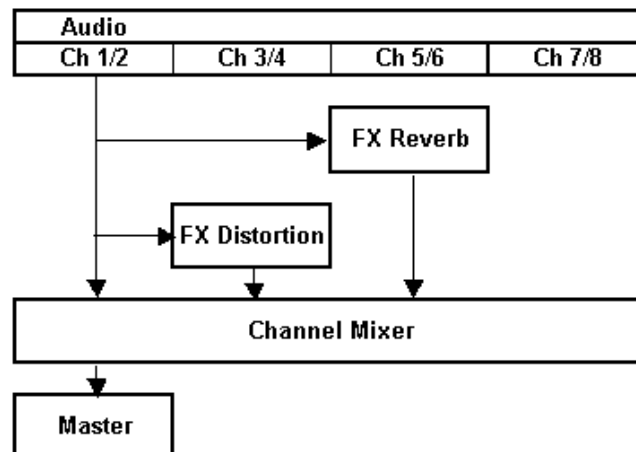 Audio
Ch 1/2 Ch 3/4 Ch 5/6 Ch 7/8
FX Reverb
FX Distortion
Channel Mixer
Master